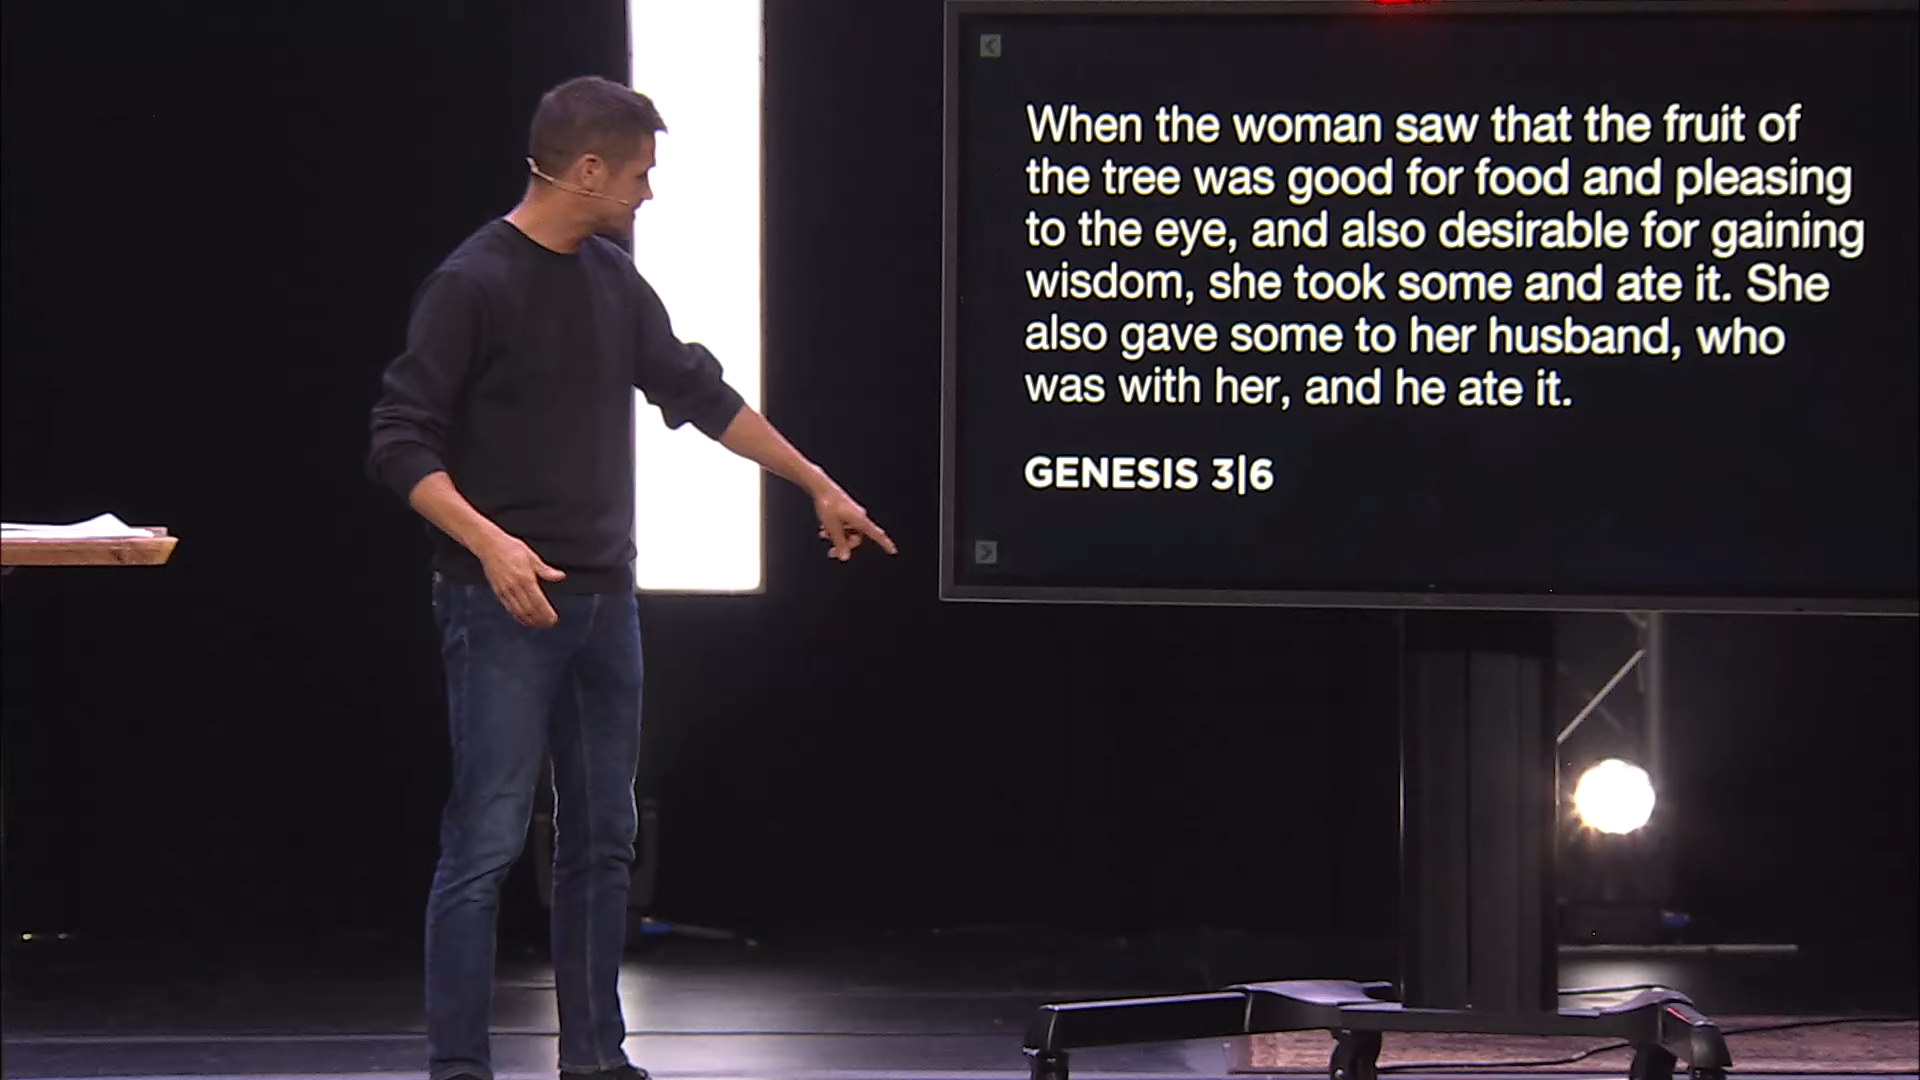 When the woman saw that the fruit of
the tree was good for food and pleasing
to the eye, and also desirable for gaining
wisdom, she took some and ate it. She
also gave some to her husband, who
was with her, and he ate it.
GENESIS 3|6